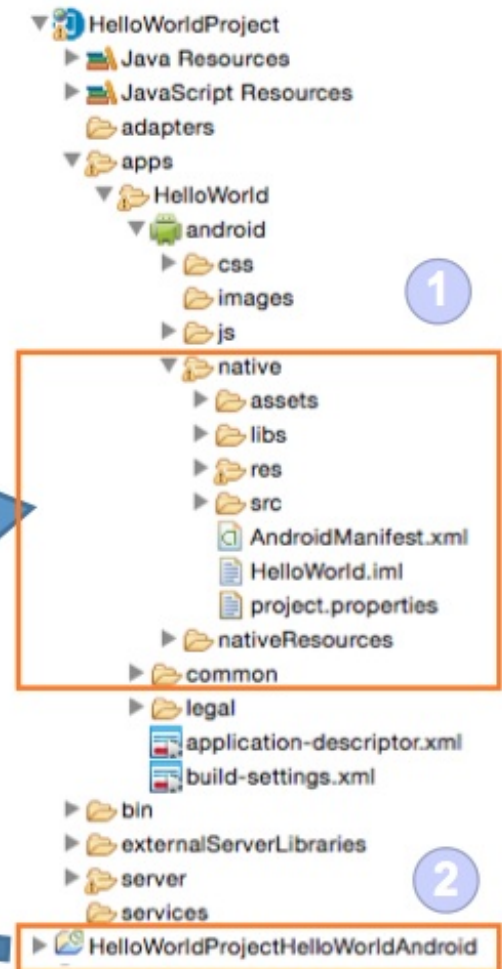 HelloWorldProject
Java Resources
JavaScript Resources
adapters
apps
HelloWorld
android
css
images
1
js
native
assets
libs
res
src
AndroidManifest.xml
HelloWorld.iml
project.properties
nativeResources
common
legal
application-descriptor.xml
build-settings.xml
bin
externalServerLibraries
server
2
services
HelloWorldProjectHelloWorldAndroid